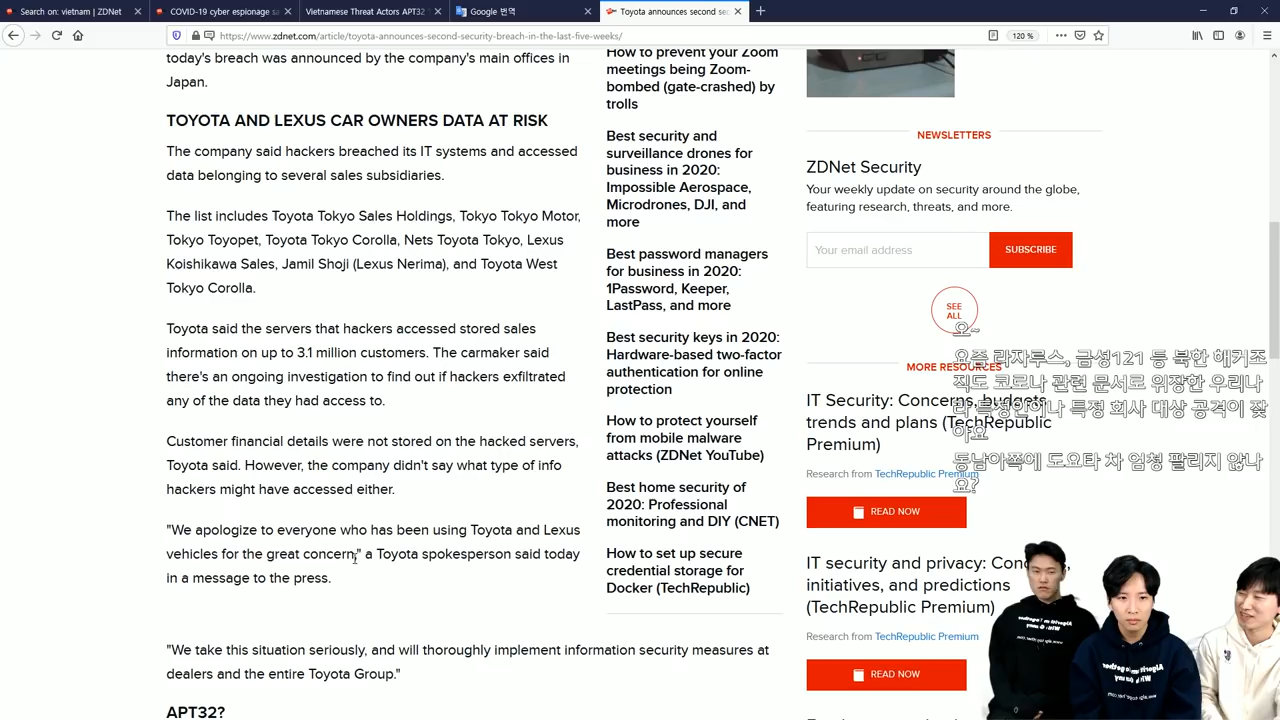 Search on: vietnam | ZDNet
COVID-19 cyber espionage sa
Vietnamese Threat Actors APT32
Google 번역
Toyota announces second sec
https://www.zdnet.com/article/toyota-announces-second-security-breach-in-the-last-five-weeks/
120 %
today's breach was announced by the company's main offices in
Japan.
TOYOTA AND LEXUS CAR OWNERS DATA AT RISK
The company said hackers breached its IT systems and accessed
data belonging to several sales subsidiaries.
The list includes Toyota Tokyo Sales Holdings, Tokyo Tokyo Motor,
Tokyo Toyopet, Toyota Tokyo Corolla, Nets Toyota Tokyo, Lexus
Koishikawa Sales, Jamil Shoji (Lexus Nerima), and Toyota West
Tokyo Corolla.
Toyota said the servers that hackers accessed stored sales
information on up to 3.1 million customers. The carmaker said
there's an ongoing investigation to find out if hackers exfiltrated
any of the data they had access to.
Customer financial details were not stored on the hacked servers,
Toyota said. However, the company didn't say what type of info
hackers might have accessed either.
"We apologize to everyone who has been using Toyota and Lexus
vehicles for the great concern," a Toyota spokesperson said today
in a message to the press.
"We take this situation seriously, and will thoroughly implement information security measures at
dealers and the entire Toyota Group."
APT32?
How to prevent your Zoom
meetings being Zoom-
bombed (gate-crashed) by
trolls
Best security and
surveillance drones for
business in 2020:
Impossible Aerospace,
Microdrones, DJI, and
more
Best password managers
for business in 2020:
1Password, Keeper,
LastPass, and more
Best security keys in 2020:
Hardware-based two-factor
authentication for online
protection
How to protect yourself
from mobile malware
attacks (ZDNet YouTube)
Best home security of
2020: Professional
monitoring and DIY (CNET)
How to set up secure
credential storage for
Docker (TechRepublic)
NEWSLETTERS
ZDNet Security
Your weekly update on security around the globe,
featuring research, threats, and more.
Your email address
SUBSCRIBE
SEE
ALL
MORE RESOURCES
IT Security: Concerns, budgets,
trends and plans (TechRepublic
Premium)
Research from TechRepublic Premium
READ NOW
IT security and privacy: Conc
initiatives, and predictions
(TechRepublic Premium)
Research from TechRepublic Premium
READ NOW
오~
요즘 라자루스, 금성121 등 북한 해커조
직도 코로나 관련 문서로 위장한 우리나
라 특정인이나 특정 회사 대상 공격이 잦
아요
동남아쪽에 도요타 차 엄청 팔리지 않나
요?